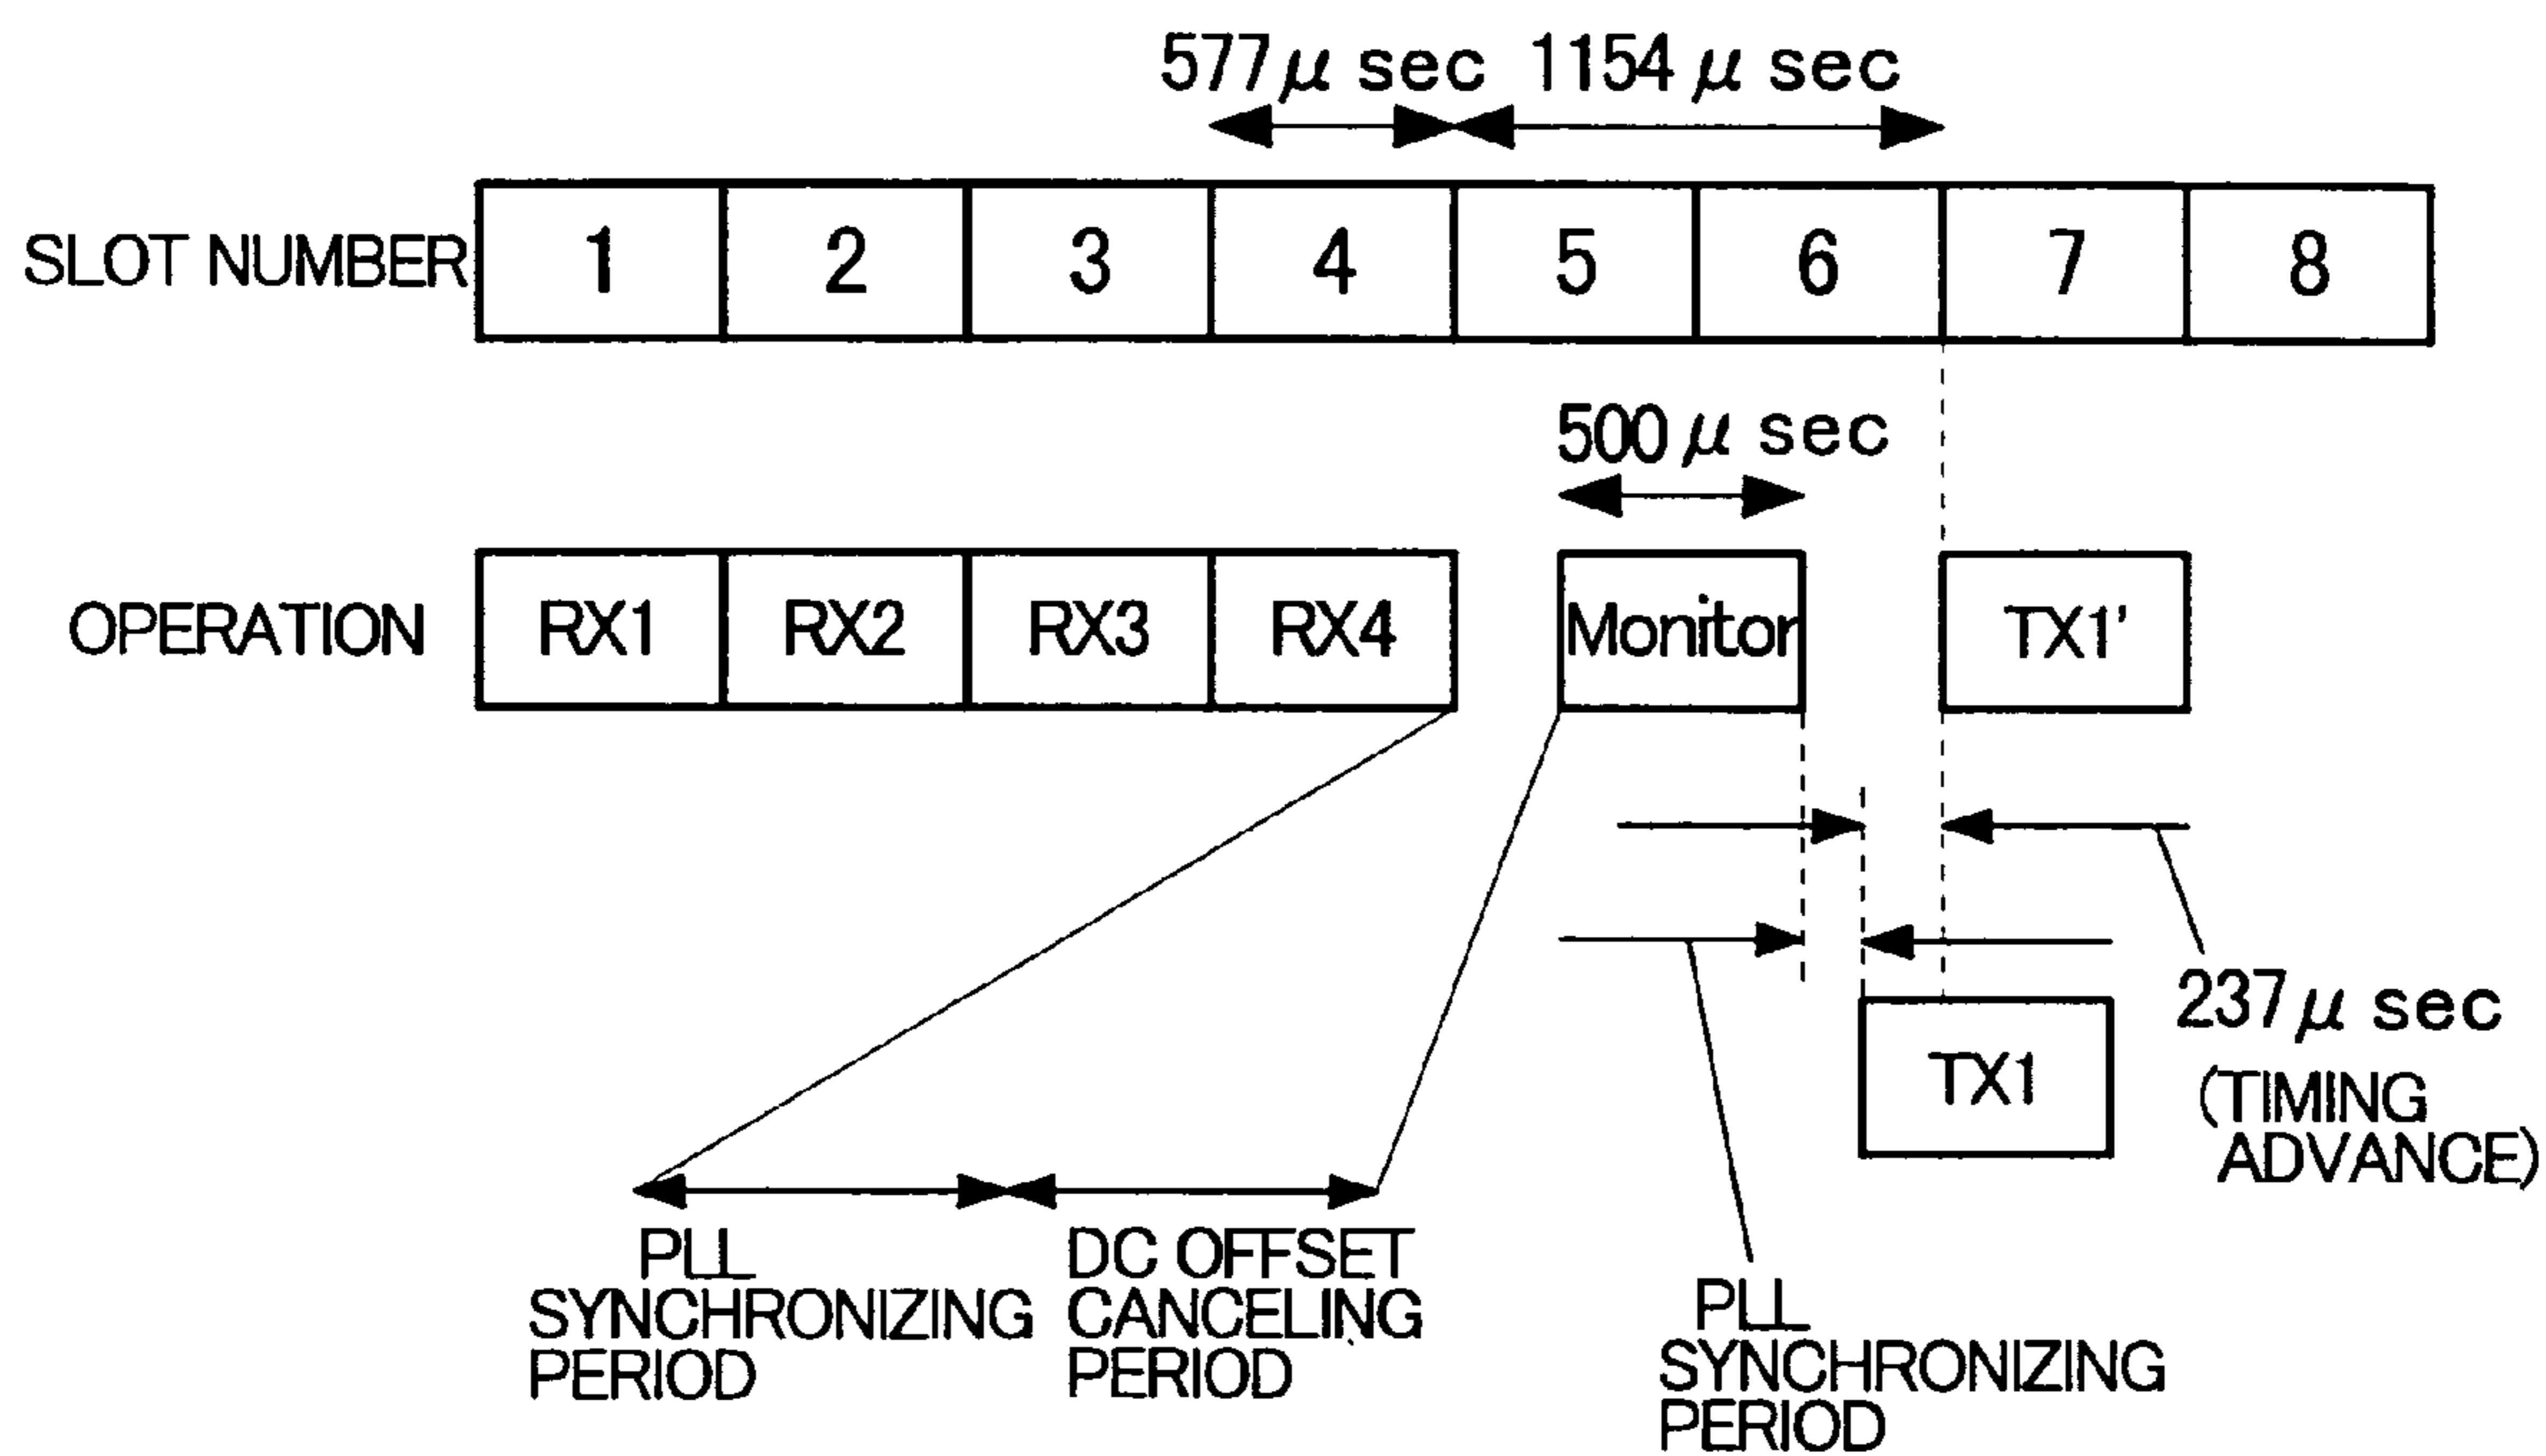 577μ sec 1154μ sec
SLOT NUMBER 1 2 3 4 5 6 7 8
500μ sec
OPERATION RX1 RX2 RX3 RX4 Monitor TX1'
237μ sec
(TIMING
ADVANCE)
TX1
PLL
SYNCHRONIZING
PERIOD
DC OFFSET
CANCELING
PERIOD
PLL
SYNCHRONIZING
PERIOD